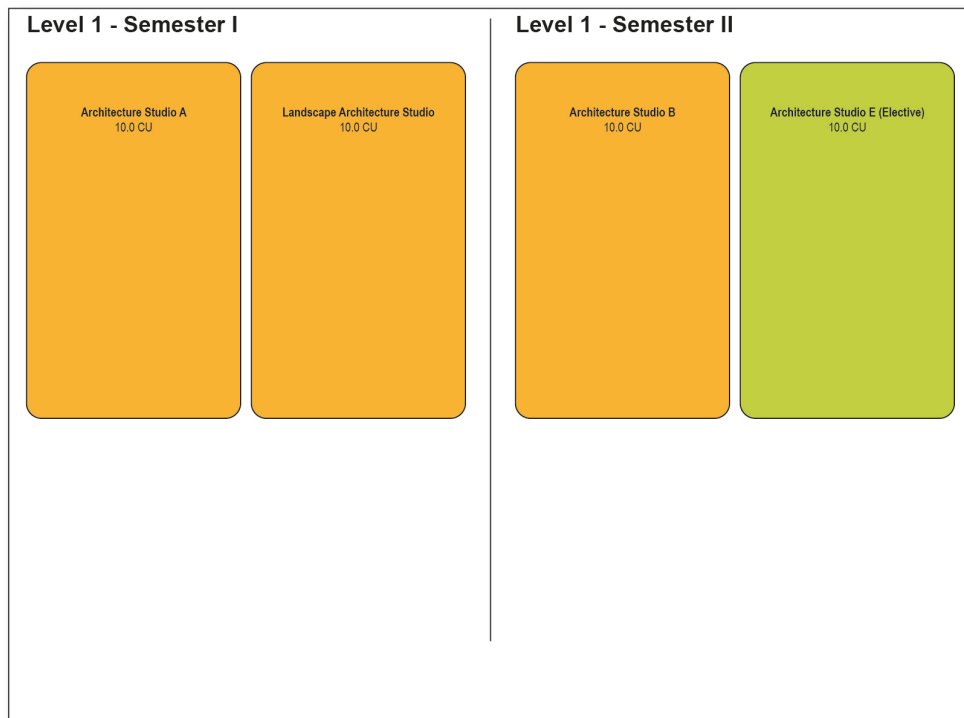 Level 1 - Semester I
Architecture Studio A
10.0 CU
Landscape Architecture Studio
10.0 CU
Level 1 - Semester II
Architecture Studio B
10.0 CU
Architecture Studio E (Elective)
10.0 CU